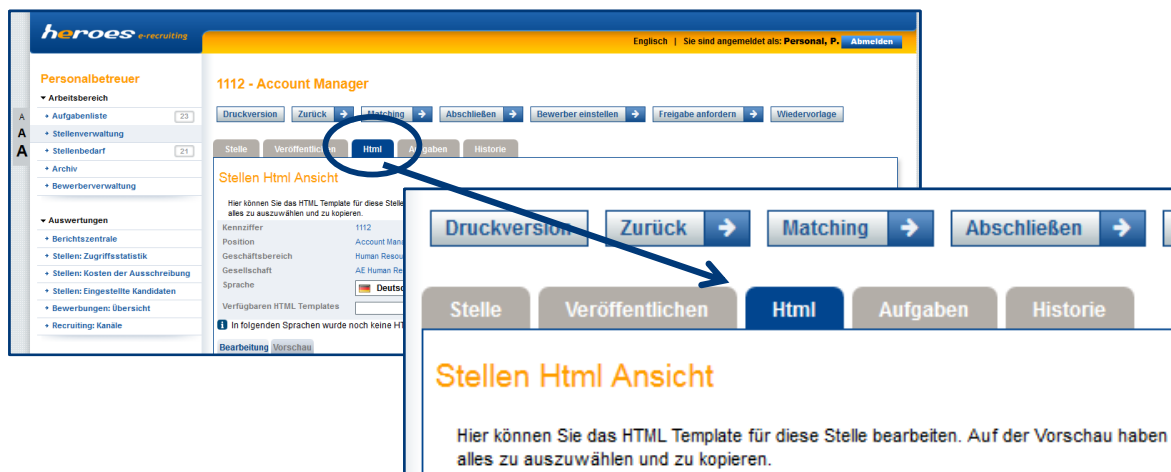 heroes e-recruiting
Englisch | Sie sind angemeldet als: Personal, P. Abmelden
Personalbetreuer
Arbeitsbereich
Aufgabenliste 23
Stellenverwaltung
Stellenbedarf 21
Archiv
Bewerberverwaltung
Auswertungen
Berichtszentrale
Stellen: Zugriffsstatistik
Stellen: Kosten der Ausschreibung
Stellen: Eingestellte Kandidaten
Bewerbungen: Übersicht
Recruiting: Kanäle
A
A
A
1112 - Account Manager
Druckversion Zurück Matching Abschließen Bewerber einstellen Freigabe anfordern Wiedervorlage
Stelle Veröffentlichen Html Aufgaben Historie
Stellen Html Ansicht
Hier können Sie das HTML Template für diese Stelle
alles zu auszuwählen und zu kopieren.
Kennziffer 1112
Position Account
Geschäftsbereich Human
Gesellschaft AE Human
Sprache
Verfügbaren HTML Templates
In folgenden Sprachen wurde noch keine
Bearbeitung Vorschau
Druckversion Zurück Matching Abschließen
Stelle Veröffentlichen Html Aufgaben Historie
Stellen Html Ansicht
Hier können Sie das HTML Template für diese Stelle bearbeiten. Auf der Vorschau haben
alles zu auszuwählen und zu kopieren.